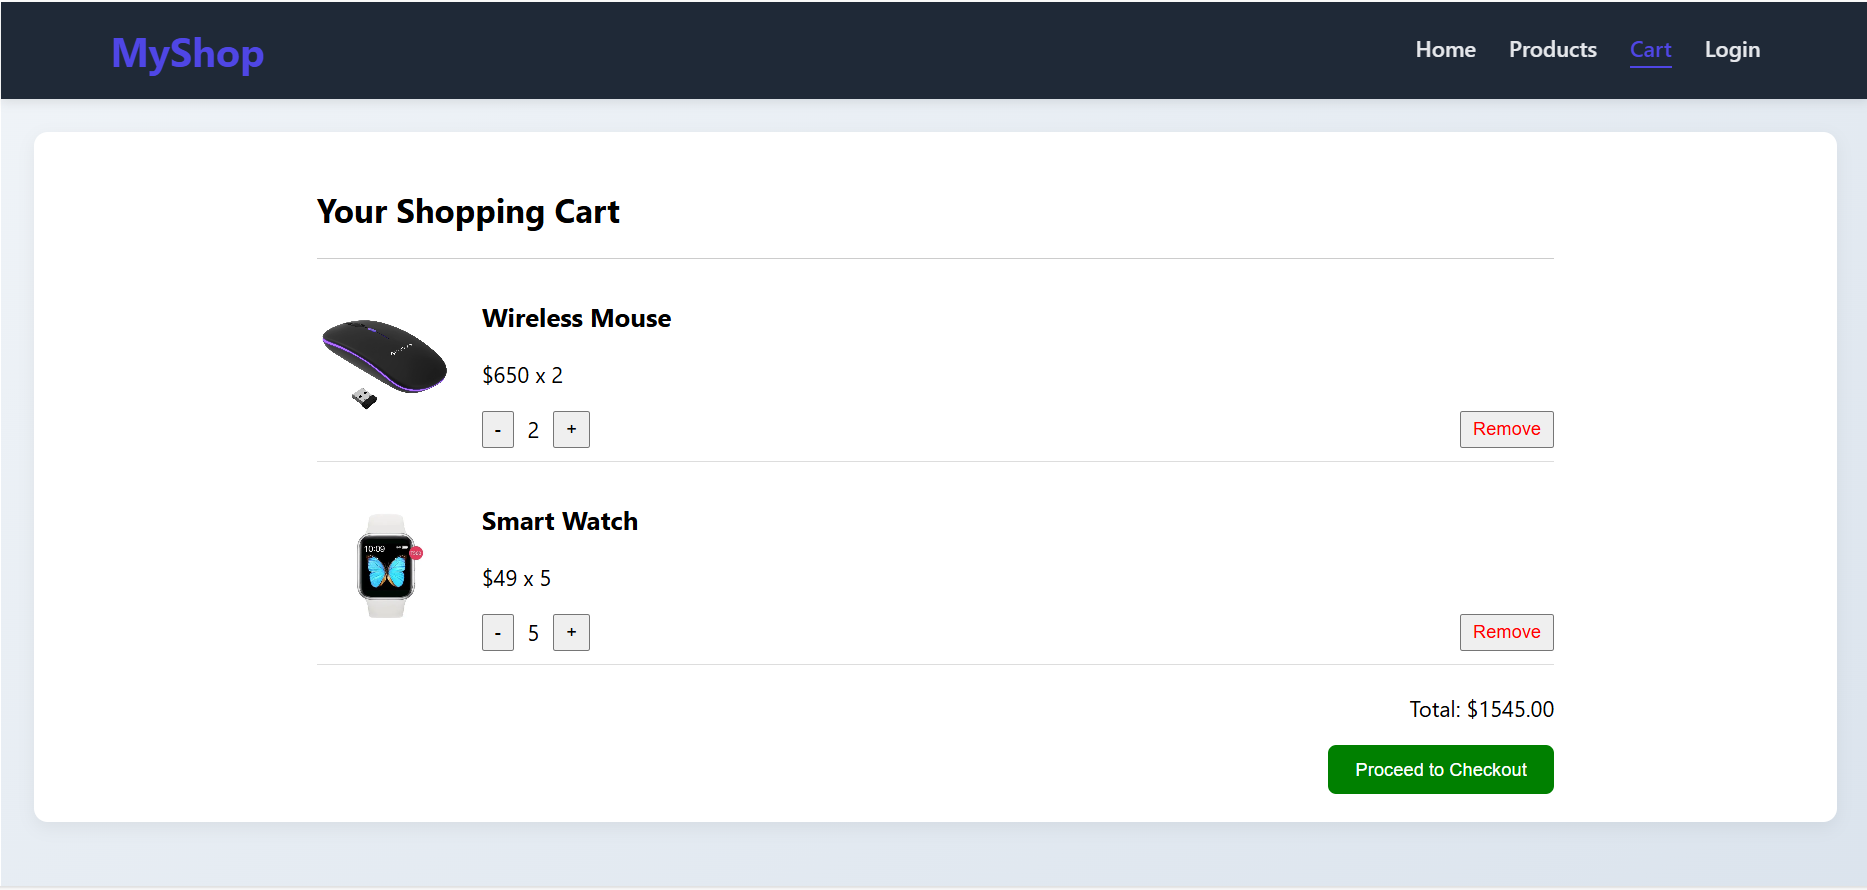 MyShop
Home Products Cart Login
Your Shopping Cart
Wireless Mouse
$650 x 2
- 2 +
Remove
Smart Watch
10:09
$49 x 5
- 5 +
Remove
Total: $1545.00
Proceed to Checkout